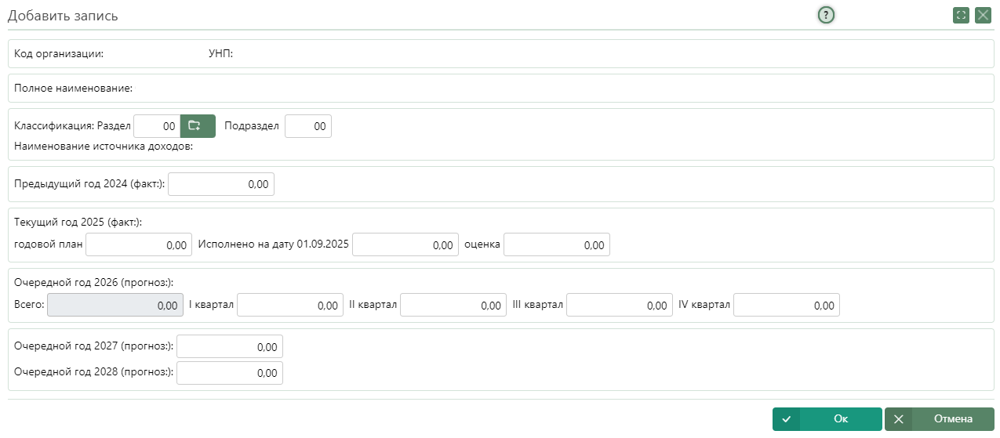 Добавить запись ?
Код организации: УНП:
Полное наименование:
Классификация: Раздел 00 Подраздел 00
Наименование источника доходов:
Предыдущий год 2024 (факт:): 0,00
Текущий год 2025 (факт:):
годовой план 0,00 Исполнено на дату 01.09.2025 0,00 оценка 0,00
Очередной год 2026 (прогноз:):
Всего: 0,00 I квартал 0,00 II квартал 0,00 III квартал 0,00 IV квартал 0,00
Очередной год 2027 (прогноз:): 0,00
Очередной год 2028 (прогноз:): 0,00
Ок Отмена